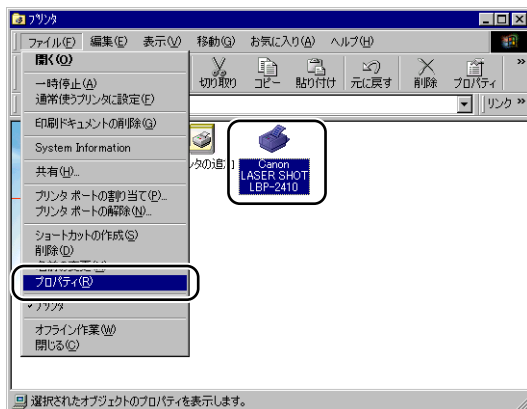 プリンタ
ファイル(F) 編集(E) 表示(V) 移動(G) お気に入り(A) ヘルプ(H)
開く(O)
一時停止(A)
通常使うプリンタに設定(F)
印刷ドキュメントの削除(G)
System Information
共有(H)...
プリンタ ポートの割り当て(P)...
プリンタ ポートの解除(N)...
ショートカットの作成(S)
削除(D)
プロパティ(R)
プリンタ
オフライン作業(W)
閉じる(C)
切り取り コピー 貼り付け 元に戻す 削除 プロパティ »
リンク »
タの追加
Canon
LASER SHOT
LBP-2410
選択されたオブジェクトのプロパティを表示します。